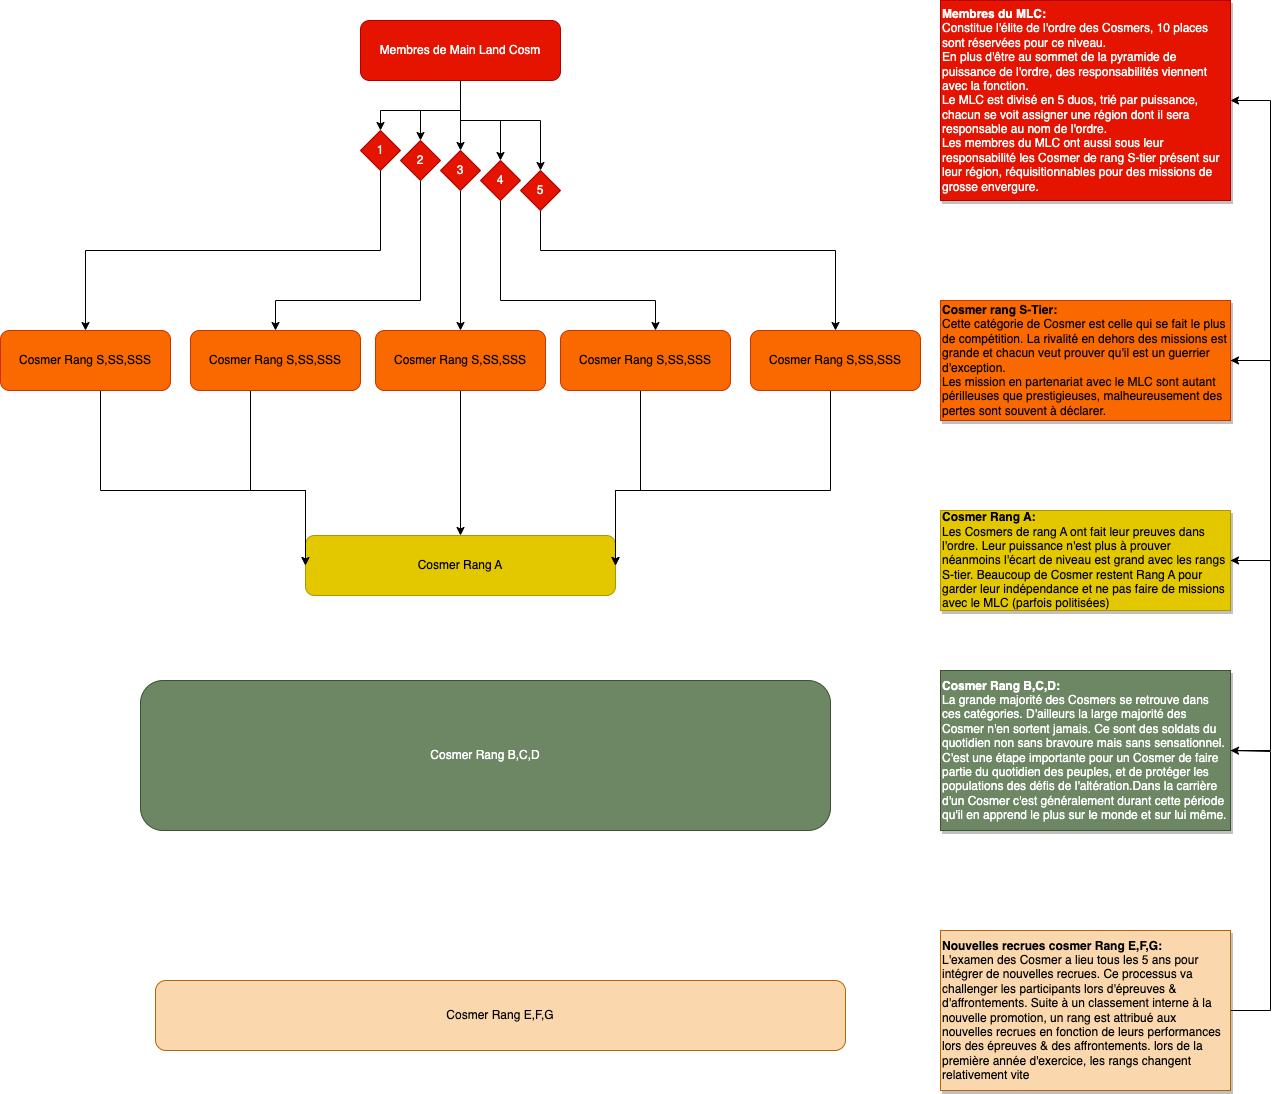 Membres de Main Land Cosm
1
2
3
4
5
Cosmer Rang S,SS,SSS
Cosmer Rang S,SS,SSS
Cosmer Rang S,SS,SSS
Cosmer Rang S,SS,SSS
Cosmer Rang S,SS,SSS
Cosmer Rang A
Cosmer Rang B,C,D
Cosmer Rang E,F,G
Membres du MLC:
Constitue l'élite de l'ordre des Cosmers, 10 places
sont réservées pour ce niveau.
En plus d'être au sommet de la pyramide de
puissance de l'ordre, des responsabilités viennent
avec la fonction.
Le MLC est divisé en 5 duos, trié par puissance,
chacun se voit assigner une région dont il sera
responsable au nom de l'ordre.
Les membres du MLC ont aussi sous leur
responsabilité les Cosmer de rang S-tier présent sur
leur région, réquisitionnables pour des missions de
grosse envergure.
Cosmer rang S-Tier:
Cette catégorie de Cosmer est celle qui se fait le plus
de compétition. La rivalité en dehors des missions est
grande et chacun veut prouver qu'il est un guerrier
d'exception.
Les mission en partenariat avec le MLC sont autant
périlleuses que prestigieuses, malheureusement des
pertes sont souvent à déclarer.
Cosmer Rang A:
Les Cosmers de rang A ont fait leur preuves dans
l'ordre. Leur puissance n'est plus à prouver
néanmoins l'écart de niveau est grand avec les rangs
S-tier. Beaucoup de Cosmer restent Rang A pour
garder leur indépendance et ne pas faire de missions
avec le MLC (parfois politisées)
Cosmer Rang B,C,D:
La grande majorité des Cosmers se retrouve dans
ces catégories. D'ailleurs la large majorité des
Cosmer n'en sortent jamais. Ce sont des soldats du
quotidien non sans bravoure mais sans sensationnel.
C'est une étape importante pour un Cosmer de faire
partie du quotidien des peuples, et de protéger les
populations des défis de l'altération.Dans la carrière
d'un Cosmer c'est généralement durant cette période
qu'il en apprend le plus sur le monde et sur lui même.
Nouvelles recrues cosmer Rang E,F,G:
L'examen des Cosmer a lieu tous les 5 ans pour
intégrer de nouvelles recrues. Ce processus va
challenger les participants lors d'épreuves &
d'affrontements. Suite à un classement interne à la
nouvelle promotion, un rang est attribué aux
nouvelles recrues en fonction de leurs performances
lors des épreuves & des affrontements. lors de la
première année d'exercice, les rangs changent
relativement vite